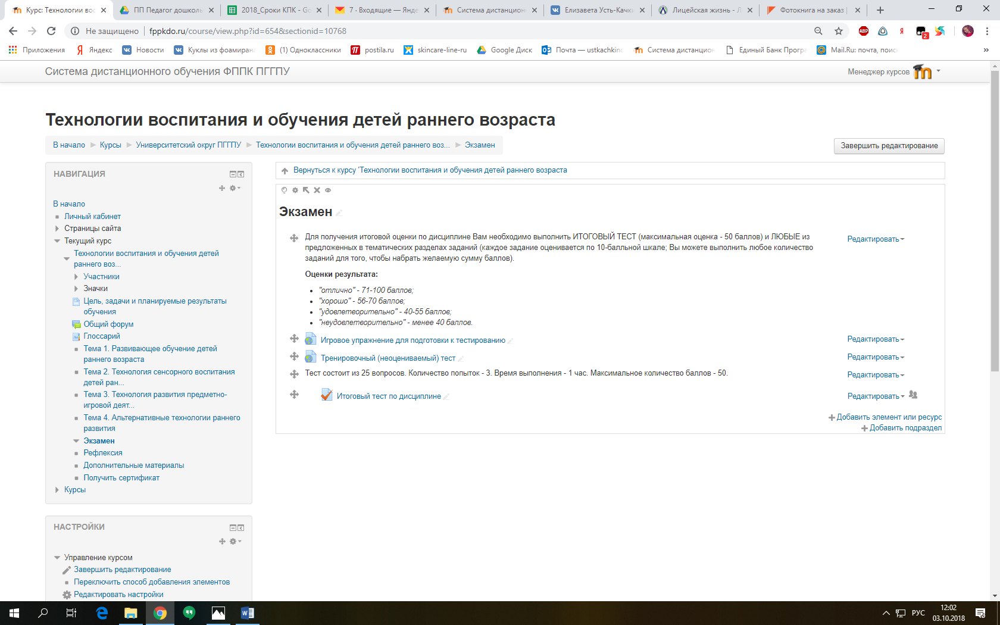 Курс: Технологии вос
ПП Педагог дошколь
2018_Сроки КПК - Go
7 · Входящие — Янде
Система дистанцион
Елизавета Усть-Качки
Лицейская жизнь - Л
Фотокнига на заказ |
Не защищено | fppkdo.ru/course/view.php?id=654&sectionid=10768
ABP
я
2
Приложения
Яндекс
Новости
Куклы из фоамирана
(1) Одноклассники
postila.ru
skincare-line-ru
Google Диск
Почта — ustkachkinc
Система дистанцион
Единый Банк Програ
Mail.Ru: почта, поис
Система дистанционного обучения ФППК ПГГПУ
Менеджер курсов
Технологии воспитания и обучения детей раннего возраста
В начало ► Курсы ► Университетский округ ПГГПУ ► Технологии воспитания и обучения детей раннего воз... ► Экзамен
Завершить редактирование
НАВИГАЦИЯ
В начало
Личный кабинет
Страницы сайта
Текущий курс
Технологии воспитания и обучения детей
раннего воз...
Участники
Значки
Цель, задачи и планируемые результаты
обучения
Общий форум
Глоссарий
Тема 1. Развивающее обучение детей
раннего возраста
Тема 2. Технология сенсорного воспитания
детей ран...
Тема 3. Технология развития предметно-
игровой деят...
Тема 4. Альтернативные технологии раннего
развития
Экзамен
Рефлексия
Дополнительные материалы
Получить сертификат
Курсы
НАСТРОЙКИ
Управление курсом
Завершить редактирование
Переключить способ добавления элементов
Редактировать настройки
Вернуться к курсу 'Технологии воспитания и обучения детей раннего возраста
Экзамен
Для получения итоговой оценки по дисциплине Вам необходимо выполнить ИТОГОВЫЙ ТЕСТ (максимальная оценка - 50 баллов) и ЛЮБЫЕ из
предложенных в тематических разделах заданий (каждое задание оценивается по 10-балльной шкале; Вы можете выполнить любое количество
заданий для того, чтобы набрать желаемую сумму баллов).
Редактировать
Оценки результата:
• "отлично" - 71-100 баллов;
• "хорошо" - 56-70 баллов;
• "удовлетворительно" - 40-55 баллов;
• "неудовлетворительно" - менее 40 баллов.
Игровое упражнение для подготовки к тестированию
Редактировать
Тренировочный (неоцениваемый) тест
Редактировать
Тест состоит из 25 вопросов. Количество попыток - 3. Время выполнения - 1 час. Максимальное количество баллов - 50.
Редактировать
Итоговый тест по дисциплине
Редактировать
Добавить элемент или ресурс
Добавить подраздел
РУС
12:02
03.10.2018